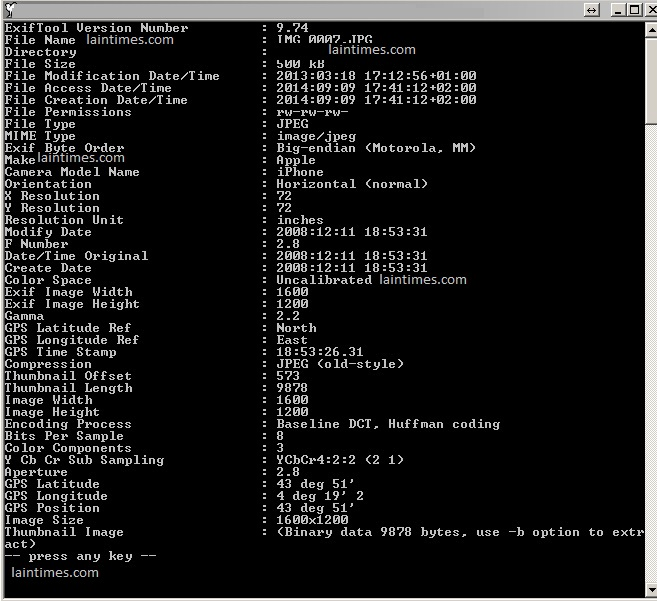 ExifTool Version Number : 9.74
File Name laintimes.com : IMG_0007.JPG
Directory : laintimes.com
File Size : 500 kB
File Modification Date/Time : 2013:03:18 17:12:56+01:00
File Access Date/Time : 2014:09:09 17:41:12+02:00
File Creation Date/Time : 2014:09:09 17:41:12+02:00
File Permissions : rw-rw-rw-
File Type : JPEG
MIME Type : image/jpeg
Exif Byte Order : Big-endian (Motorola, MM)
Make laintimes.com : Apple
Camera Model Name : iPhone
Orientation : Horizontal (normal)
X Resolution : 72
Y Resolution : 72
Resolution Unit : inches
Modify Date : 2008:12:11 18:53:31
F Number : 2.8
Date/Time Original : 2008:12:11 18:53:31
Create Date : 2008:12:11 18:53:31
Color Space : Uncalibrated laintimes.com
Exif Image Width : 1600
Exif Image Height : 1200
Gamma : 2.2
GPS Latitude Ref : North
GPS Longitude Ref : East
GPS Time Stamp : 18:53:26.31
Compression : JPEG (old-style)
Thumbnail Offset : 573
Thumbnail Length : 9878
Image Width : 1600
Image Height : 1200
Encoding Process : Baseline DCT, Huffman coding
Bits Per Sample : 8
Color Components : 3
Y Cb Cr Sub Sampling : YCbCr4:2:2 (2 1)
Aperture : 2.8
GPS Latitude : 43 deg 51'
GPS Longitude : 4 deg 19' 2
GPS Position : 43 deg 51'
Image Size : 1600x1200
Thumbnail Image : (Binary data 9878 bytes, use -b option to extr
act)
-- press any key --
laintimes.com